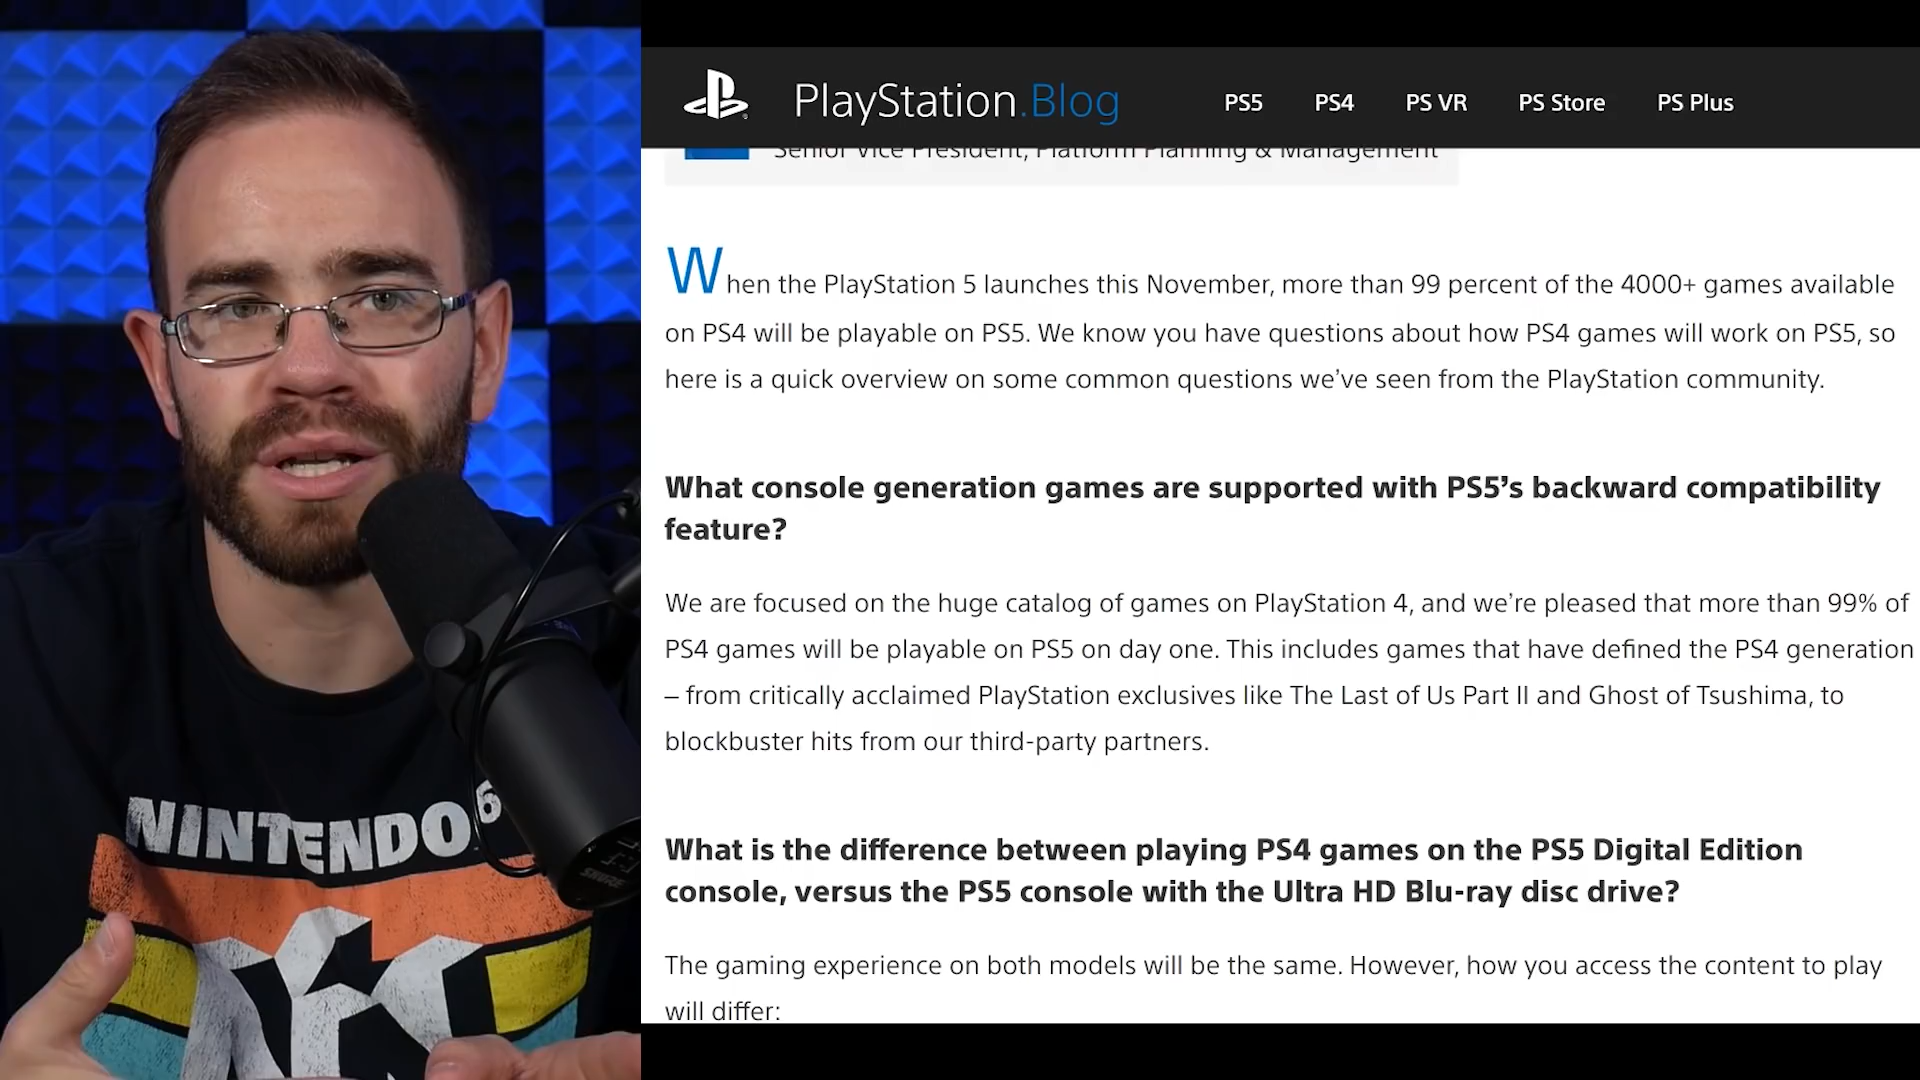 PlayStation.Blog
PS5
PS4
PS VR
PS Store
PS Plus
Senior Vice President, Platform Planning & Management
When the PlayStation 5 launches this November, more than 99 percent of the 4000+ games available
on PS4 will be playable on PS5. We know you have questions about how PS4 games will work on PS5, so
here is a quick overview on some common questions we’ve seen from the PlayStation community.
What console generation games are supported with PS5’s backward compatibility
feature?
We are focused on the huge catalog of games on PlayStation 4, and we’re pleased that more than 99% of
PS4 games will be playable on PS5 on day one. This includes games that have defined the PS4 generation
– from critically acclaimed PlayStation exclusives like The Last of Us Part II and Ghost of Tsushima, to
blockbuster hits from our third-party partners.
What is the difference between playing PS4 games on the PS5 Digital Edition
console, versus the PS5 console with the Ultra HD Blu-ray disc drive?
The gaming experience on both models will be the same. However, how you access the content to play
will differ:
NINTENDO 6
SHURE